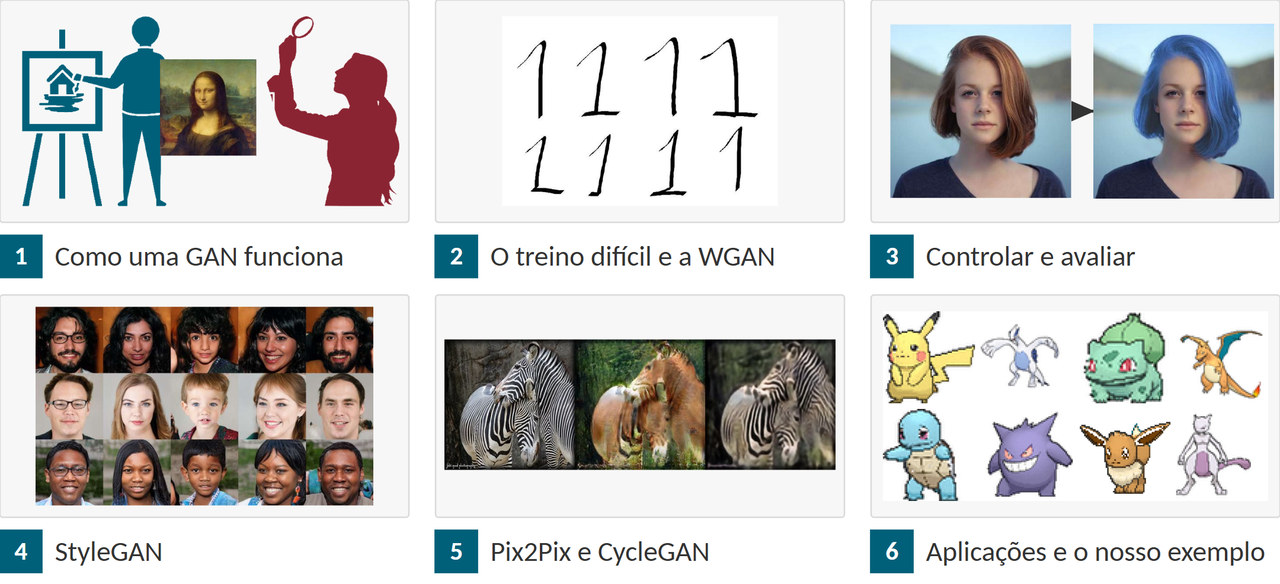 1 Como uma GAN funciona
2 O treino difícil e a WGAN
3 Controlar e avaliar
4 StyleGAN
5 Pix2Pix e CycleGAN
6 Aplicações e o nosso exemplo